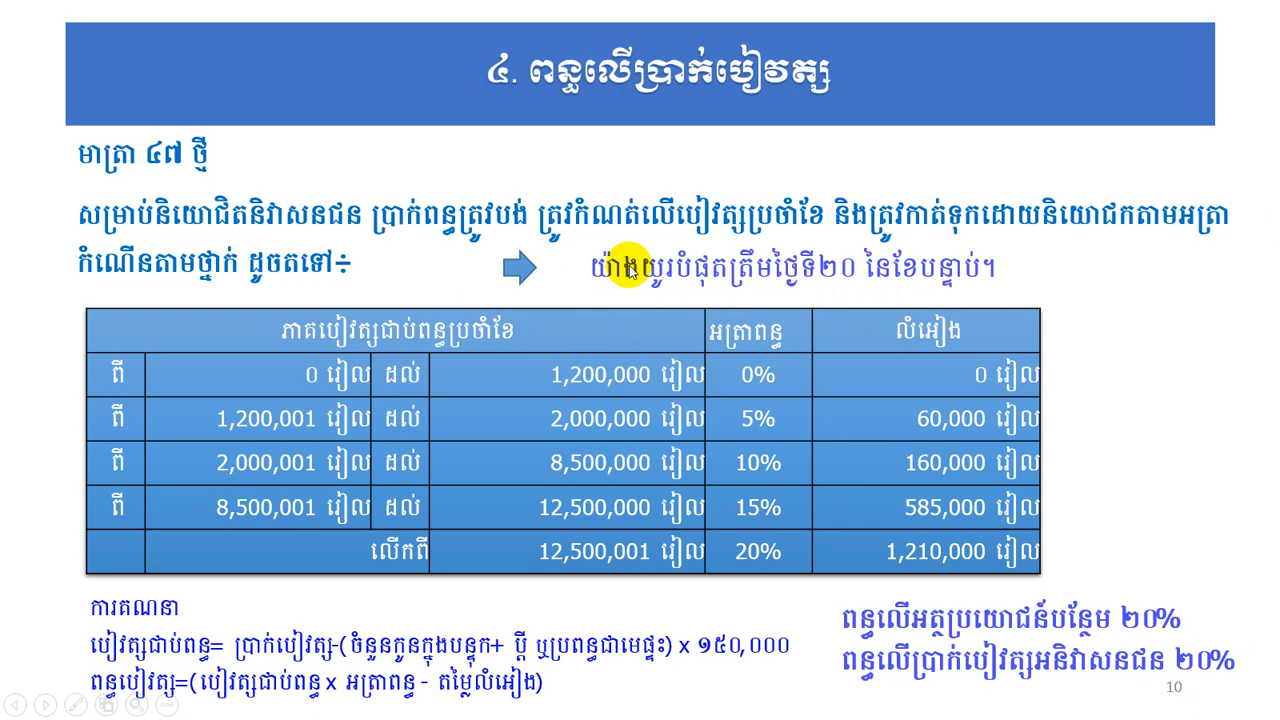 ៤. ពន្ធលើប្រាក់បៀវត្ស
មាត្រា ៤៧ ថ្មី
សម្រាប់និយោជិតនិវាសនជន ប្រាក់ពន្ធត្រូវបង់ ត្រូវកំណត់លើបៀវត្សប្រចាំខែ និងត្រូវកាត់ទុកដោយនិយោជកតាមអត្រា
កំណើនតាមថ្នាក់ ដូចតទៅ÷
យ៉ាងយូរបំផុតត្រឹមថ្ងៃទី២០ នៃខែបន្ទាប់។
ភាគបៀវត្សជាប់ពន្ធប្រចាំខែ អត្រាពន្ធ លំអៀង
ពី ០ រៀល ដល់ 1,200,000 រៀល 0% ០ រៀល
ពី 1,200,001 រៀល ដល់ 2,000,000 រៀល 5% 60,000 រៀល
ពី 2,000,001 រៀល ដល់ 8,500,000 រៀល 10% 160,000 រៀល
ពី 8,500,001 រៀល ដល់ 12,500,000 រៀល 15% 585,000 រៀល
លើកពី 12,500,001 រៀល 20% 1,210,000 រៀល
ការគណនា
បៀវត្សជាប់ពន្ធ= ប្រាក់បៀវត្ស-(ចំនួនកូនក្នុងបន្ទុក+ ប្ដី ឬប្រពន្ធជាមេផ្ទះ) x ១៥០,០០០
ពន្ធបៀវត្ស=(បៀវត្សជាប់ពន្ធ x អត្រាពន្ធ - តម្លៃលំអៀង)
ពន្ធលើអត្ថប្រយោជន៍បន្ថែម ២០%
ពន្ធលើប្រាក់បៀវត្សអនិវាសនជន ២០%
10